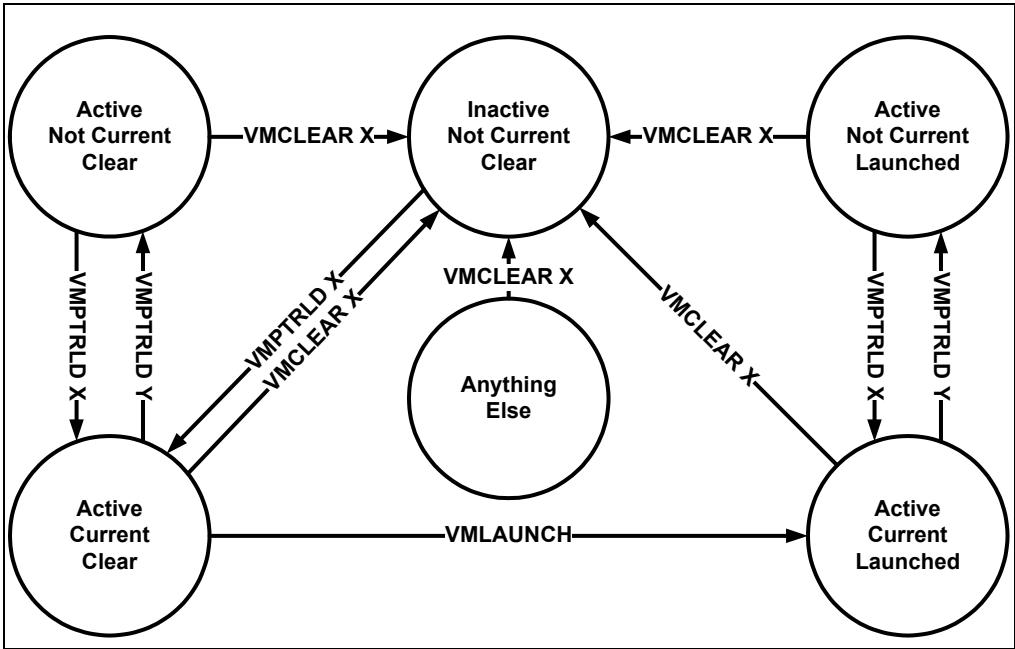 Active
Not Current
Clear
VMCLEAR X
Inactive
Not Current
Clear
VMCLEAR X
Active
Not Current
Launched
VMPTRLD X
VMPTRLD Y
VMPTRLD X
VMCLEAR X
VMCLEAR X
Anything
Else
VMCLEAR X
VMPTRLD X
VMPTRLD Y
Active
Current
Clear
VMLAUNCH
Active
Current
Launched